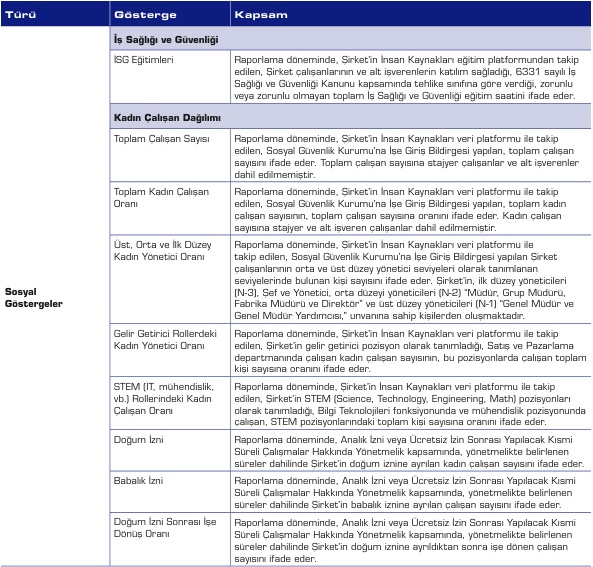 Türü Gösterge Kapsam
İş Sağlığı ve Güvenliği
İSG Eğitimleri
Raporlama döneminde, Şirket'in İnsan Kaynakları eğitim platformundan takip
edilen, Şirket çalışanlarının ve alt işverenlerin katılım sağladığı, 6331 sayılı İş
Sağlığı ve Güvenliği Kanunu kapsamında tehlike sınıfına göre verdiği, zorunlu
veya zorunlu olmayan toplam İş Sağlığı ve Güvenliği eğitim saatini ifade eder.
Kadın Çalışan Dağılımı
Toplam Çalışan Sayısı
Raporlama döneminde, Şirket'in İnsan Kaynakları veri platformu ile takip
edilen, Sosyal Güvenlik Kurumu'na İşe Giriş Bildirgesi yapılan, toplam çalışan
sayısını ifade eder. Toplam çalışan sayısına stajyer çalışanlar ve alt işverenler
dahil edilmemiştir.
Toplam Kadın Çalışan
Oranı
Raporlama döneminde, Şirket'in İnsan Kaynakları veri platformu ile takip
edilen, Sosyal Güvenlik Kurumu'na İşe Giriş Bildirgesi yapılan, toplam kadın
çalışan sayısının, toplam çalışan sayısına oranını ifade eder. Kadın çalışan
sayısına stajyer ve alt işveren çalışanlar dahil edilmemiştir.
Sosyal
Göstergeler
Üst, Orta ve İlk Düzey
Kadın Yönetici Oranı
Raporlama döneminde, Şirket'in İnsan Kaynakları veri platformu ile
takip edilen, Sosyal Güvenlik Kurumu'na İşe Giriş Bildirgesi yapılan Şirket
çalışanlarının orta ve üst düzey yönetici seviyeleri olarak tanımlanan
seviyelerinde bulunan kişi sayısını ifade eder. Şirket'in, ilk düzey yöneticileri
(N-3), Şef ve Yönetici, orta düzeyi yöneticileri (N-2) "Müdür, Grup Müdürü,
Fabrika Müdürü ve Direktör" ve üst düzey yöneticileri (N-1) "Genel Müdür ve
Genel Müdür Yardımcısı," unvanına sahip kişilerden oluşmaktadır.
Gelir Getirici Rollerdeki
Kadın Yönetici Oranı
Raporlama döneminde, Şirket'in İnsan Kaynakları veri platformu ile takip
edilen, Şirket'in gelir getirici pozisyon olarak tanımladığı, Satış ve Pazarlama
departmanında çalışan kadın çalışan sayısının, bu pozisyonlarda çalışan toplam
kişi sayısına oranını ifade eder.
STEM (IT, mühendislik,
vb.) Rollerindeki Kadın
Çalışan Oranı
Raporlama döneminde, Şirket'in İnsan Kaynakları veri platformu ile takip
edilen, Şirket'in STEM (Science, Technology, Engineering, Math) pozisyonları
olarak tanımladığı, Bilgi Teknolojileri fonksiyonunda ve mühendislik pozisyonunda
çalışan, STEM pozisyonlarındaki toplam kişi sayısına oranını ifade eder.
Doğum İzni
Raporlama döneminde, Analık İzni veya Ücretsiz İzin Sonrası Yapılacak Kısmi
Süreli Çalışmalar Hakkında Yönetmelik kapsamında, yönetmelikte belirlenen
süreler dahilinde Şirket'in doğum iznine ayrılan kadın çalışan sayısını ifade eder.
Babalık İzni
Raporlama döneminde, Analık İzni veya Ücretsiz İzin Sonrası Yapılacak Kısmi
Süreli Çalışmalar Hakkında Yönetmelik kapsamında, yönetmelikte belirlenen
süreler dahilinde Şirket'in babalık iznine ayrılan çalışan sayısını ifade eder.
Doğum İzni Sonrası İşe
Dönüş Oranı
Raporlama döneminde, Analık İzni veya Ücretsiz İzin Sonrası Yapılacak Kısmi
Süreli Çalışmalar Hakkında Yönetmelik kapsamında, yönetmelikte belirlenen
süreler dahilinde Şirket'in doğum iznine ayrıldıktan sonra işe dönen çalışan
sayısını ifade eder.